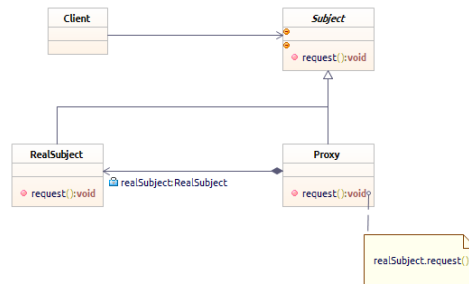 Client
Subject
request():void
RealSubject
request():void
realSubject:RealSubject
Proxy
request():void
realSubject.request()